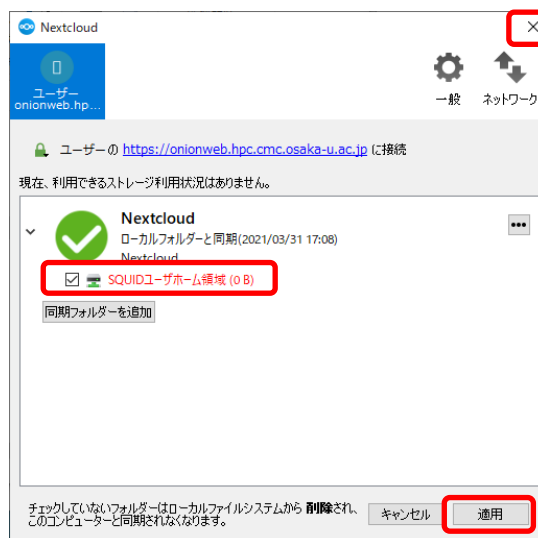 Nextcloud
ユーザー
onionweb.hp...
一般
ネットワーク
ユーザーの https://onionweb.hpc.cmc.osaka-u.ac.jp に接続
現在、利用できるストレージ利用状況はありません。
Nextcloud
ローカルフォルダーと同期(2021/03/31 17:08)
Nextcloud
SQUIDユーザホーム領域 (0 B)
同期フォルダーを追加
チェックしていないフォルダーはローカルファイルシステムから 削除され、
このコンピューターと同期されなくなります。
キャンセル
適用